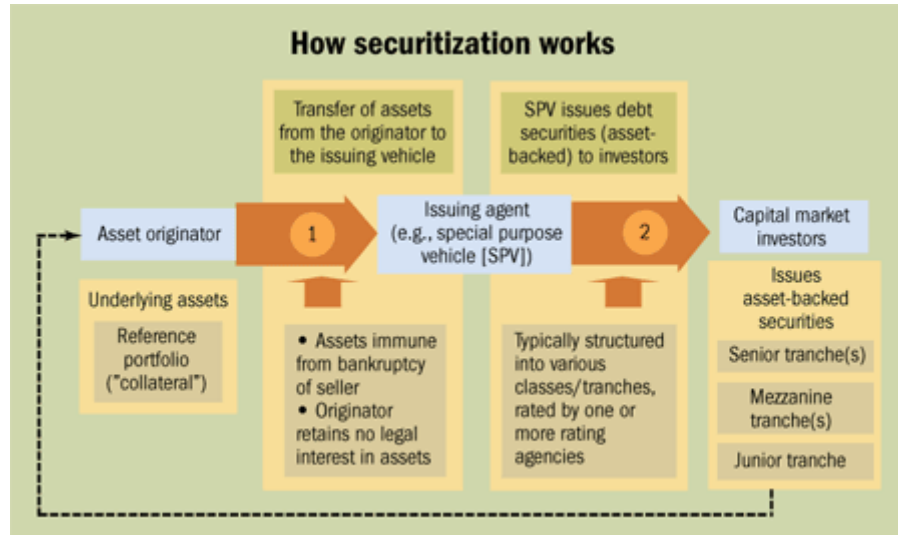 How securitization works
Transfer of assets
from the originator to
the issuing vehicle
SPV issues debt
securities (asset-
backed) to investors
Asset originator
1
Issuing agent
(e.g., special purpose
vehicle [SPV])
2
Capital market
investors
Underlying assets
Reference
portfolio
("collateral")
• Assets immune
from bankruptcy
of seller
• Originator
retains no legal
interest in assets
Typically structured
into various
classes/tranches,
rated by one or
more rating
agencies
Issues
asset-backed
securities
Senior tranche(s)
Mezzanine
tranche(s)
Junior tranche